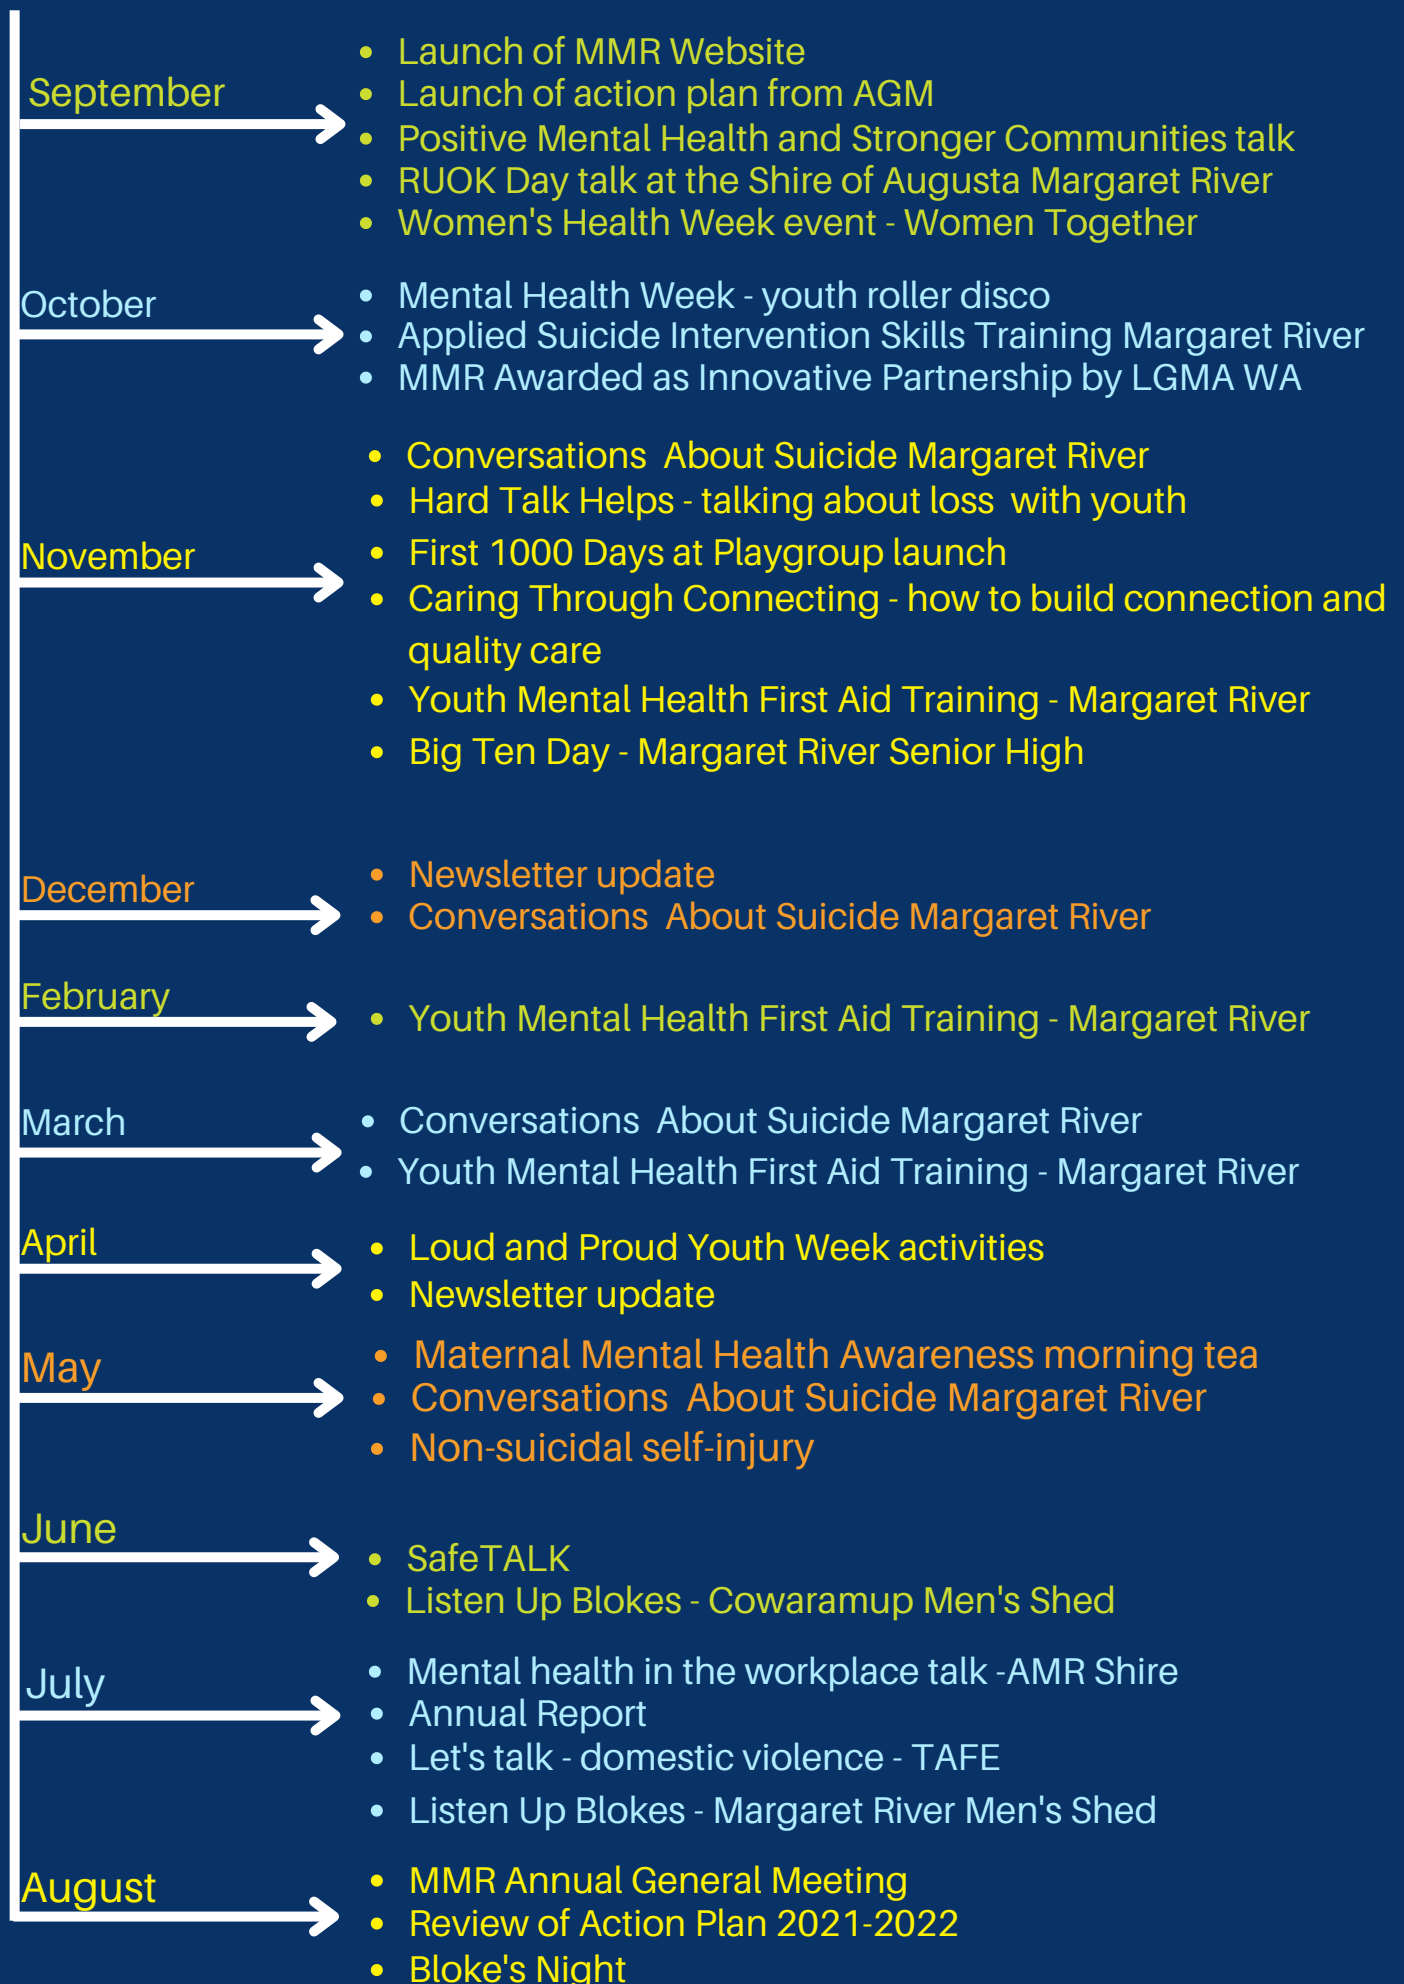 September
• Launch of MMR Website
• Launch of action plan from AGM
• Positive Mental Health and Stronger Communities talk
• RUOK Day talk at the Shire of Augusta Margaret River
• Women's Health Week event - Women Together
October
• Mental Health Week - youth roller disco
• Applied Suicide Intervention Skills Training Margaret River
• MMR Awarded as Innovative Partnership by LGMA WA
November
• Conversations  About Suicide Margaret River
• Hard Talk Helps - talking about loss  with youth
• First 1000 Days at Playgroup launch
• Caring Through Connecting - how to build connection and
quality care
• Youth Mental Health First Aid Training - Margaret River
• Big Ten Day - Margaret River Senior High
December
• Newsletter update
• Conversations  About Suicide Margaret River
February
• Youth Mental Health First Aid Training - Margaret River
March
• Conversations  About Suicide Margaret River
• Youth Mental Health First Aid Training - Margaret River
April
• Loud and Proud Youth Week activities
• Newsletter update
May
• Maternal Mental Health Awareness morning tea
• Conversations  About Suicide Margaret River
• Non-suicidal self-injury
June
• SafeTALK
• Listen Up Blokes - Cowaramup Men's Shed
July
• Mental health in the workplace talk -AMR Shire
• Annual Report
• Let's talk - domestic violence - TAFE
• Listen Up Blokes - Margaret River Men's Shed
August
• MMR Annual General Meeting
• Review of Action Plan 2021-2022
• Bloke's Night